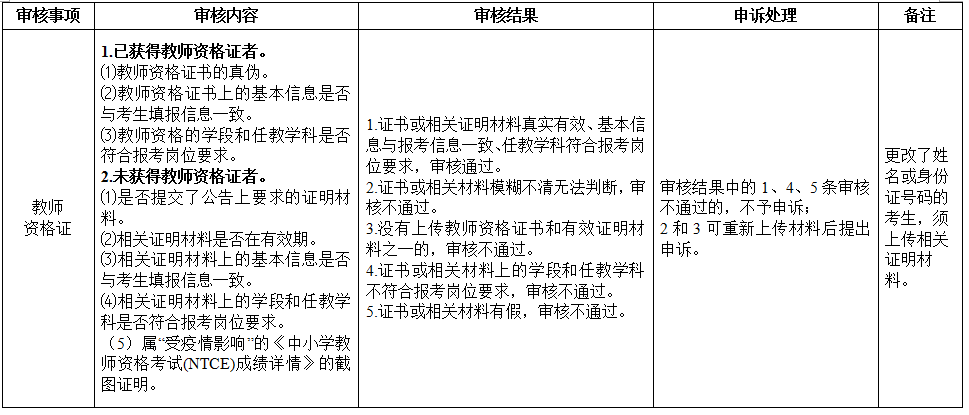 审核事项
审核内容
审核结果
申诉处理
备注
教师
资格证
1.已获得教师资格证者。
⑴教师资格证书的真伪。
⑵教师资格证书上的基本信息是否
与考生填报信息一致。
⑶教师资格的学段和任教学科是否
符合报考岗位要求。
2.未获得教师资格证者。
⑴是否提交了公告上要求的证明材
料。
⑵相关证明材料是否在有效期。
⑶相关证明材料上的基本信息是否
与考生填报信息一致。
⑷相关证明材料上的学段和任教学
科是否符合报考岗位要求。
（5）属“受疫情影响”的《中小学教
师资格考试(NTCE)成绩详情》的截
图证明。
1.证书或相关证明材料真实有效、基本信
息与报考信息一致、任教学科符合报考岗
位要求，审核通过。
2.证书或相关材料模糊不清无法判断，审
核不通过。
3.没有上传教师资格证书和有效证明材
料之一的，审核不通过。
4.证书或相关材料上的学段和任教学科
不符合报考岗位要求，审核不通过。
5.证书或相关材料有假，审核不通过。
审核结果中的 1、4、5 条审核
不通过的，不予申诉；
2 和 3 可重新上传材料后提出
申诉。
更改了姓
名或身份
证号码的
考生，须
上传相关
证明材
料。